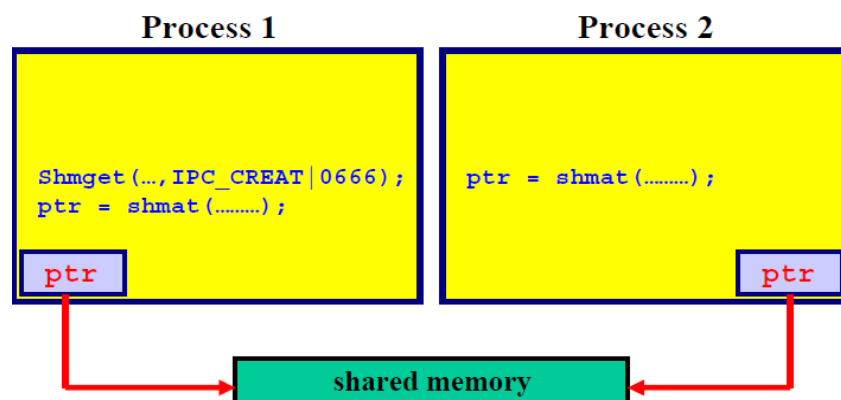 Process 1
Process 2
Shmget(…,IPC_CREAT|0666);
ptr = shmat(………);
ptr = shmat(………);
ptr
ptr
shared memory